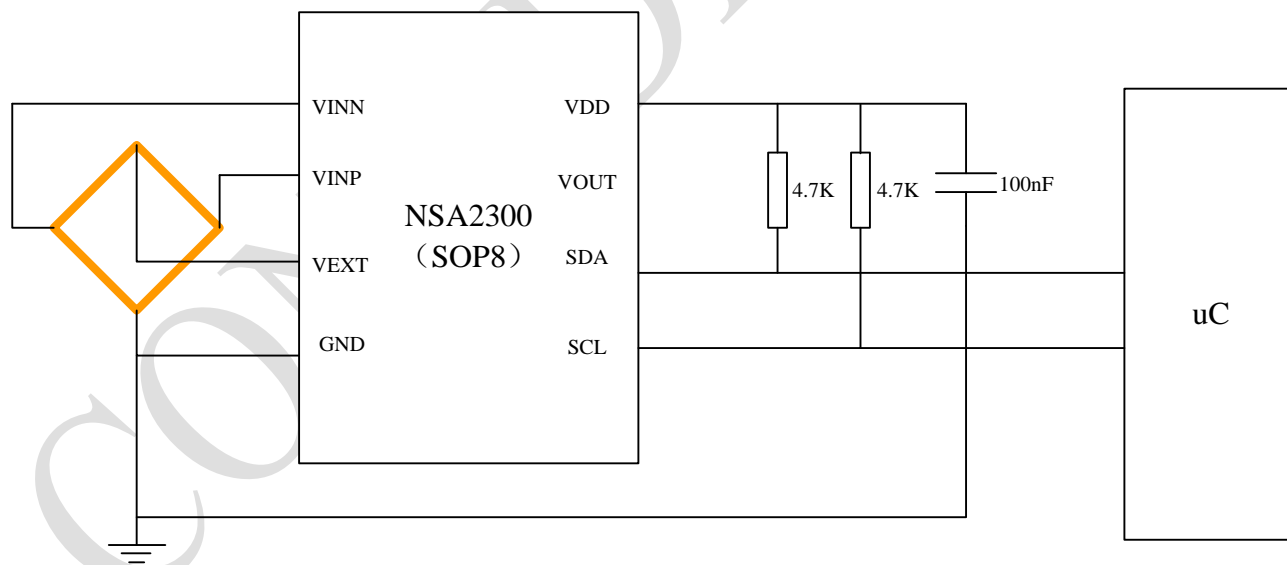 VINN
VDD
VINP
VOUT
4.7K
4.7K
100nF
NSA2300
（SOP8）
VEXT
SDA
GND
SCL
uC